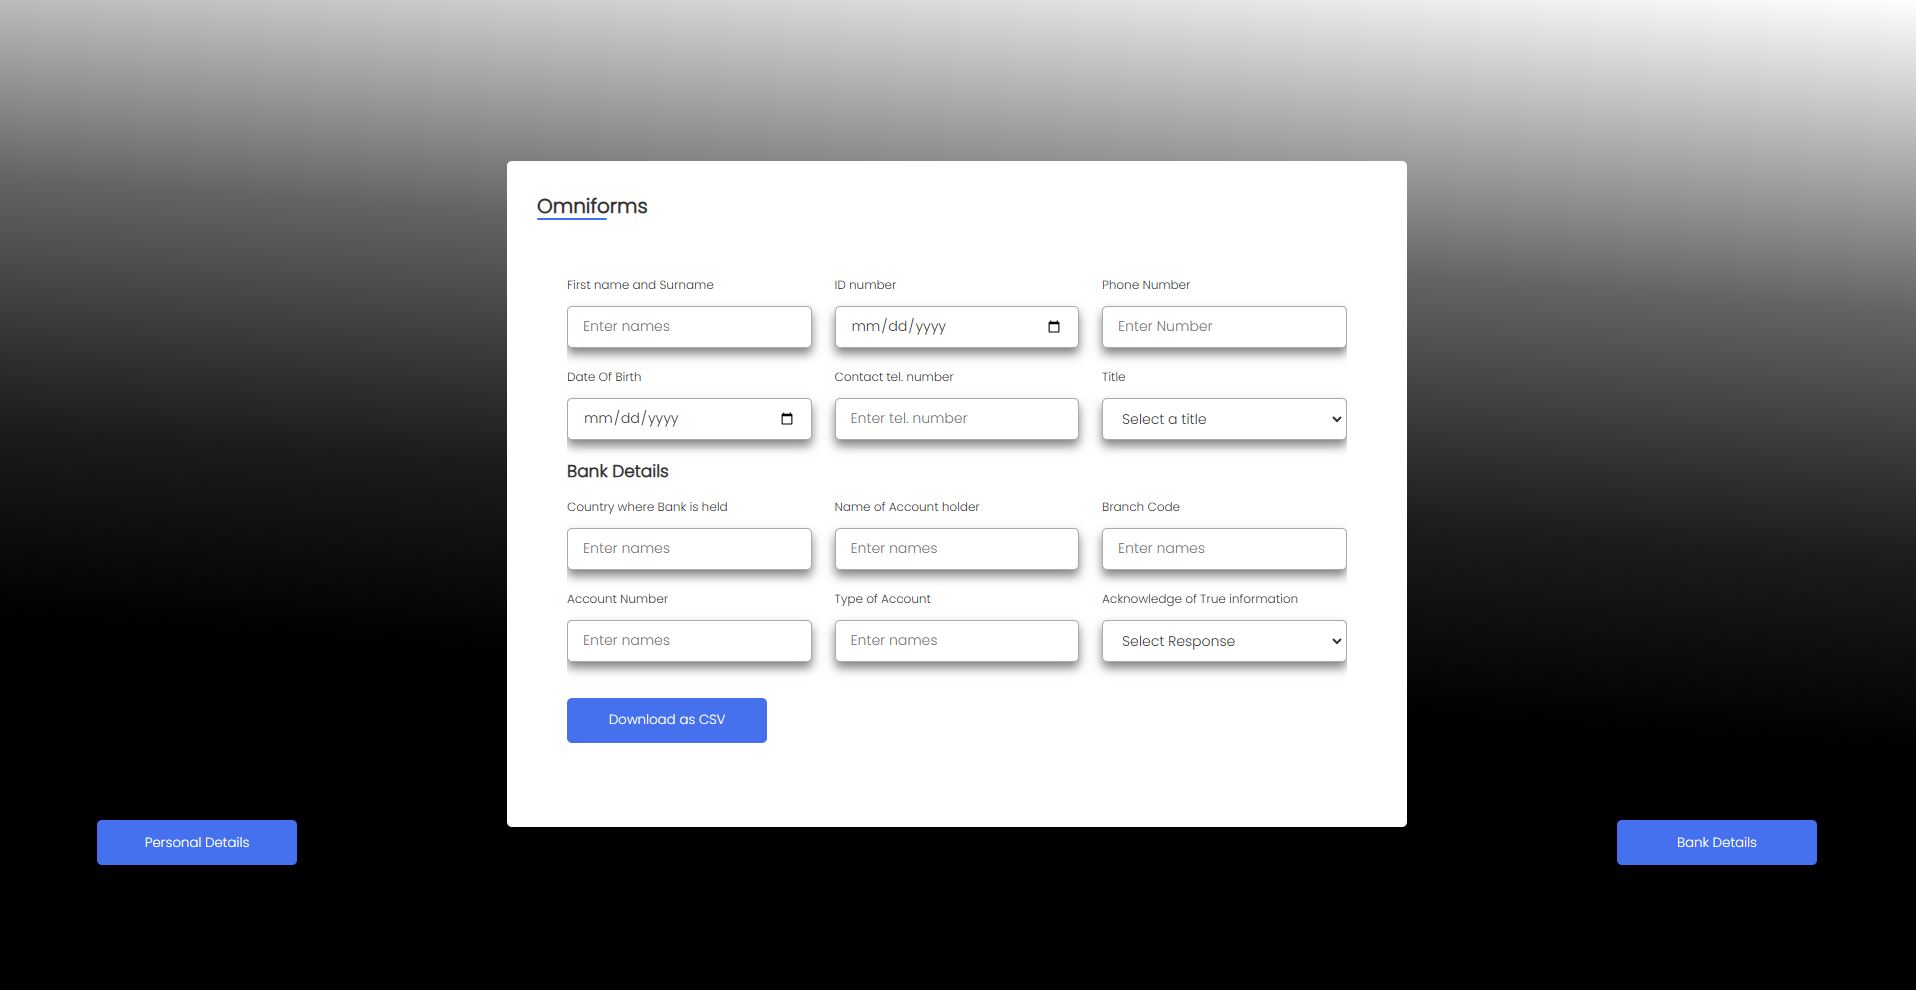 Omniforms
First name and Surname ID number Phone Number
Enter names mm/dd/yyyy Enter Number
Date Of Birth Contact tel. number Title
mm/dd/yyyy Enter tel. number Select a title
Bank Details
Country where Bank is held Name of Account holder Branch Code
Enter names Enter names Enter names
Account Number Type of Account Acknowledge of True information
Enter names Enter names Select Response
Download as CSV
Personal Details Bank Details